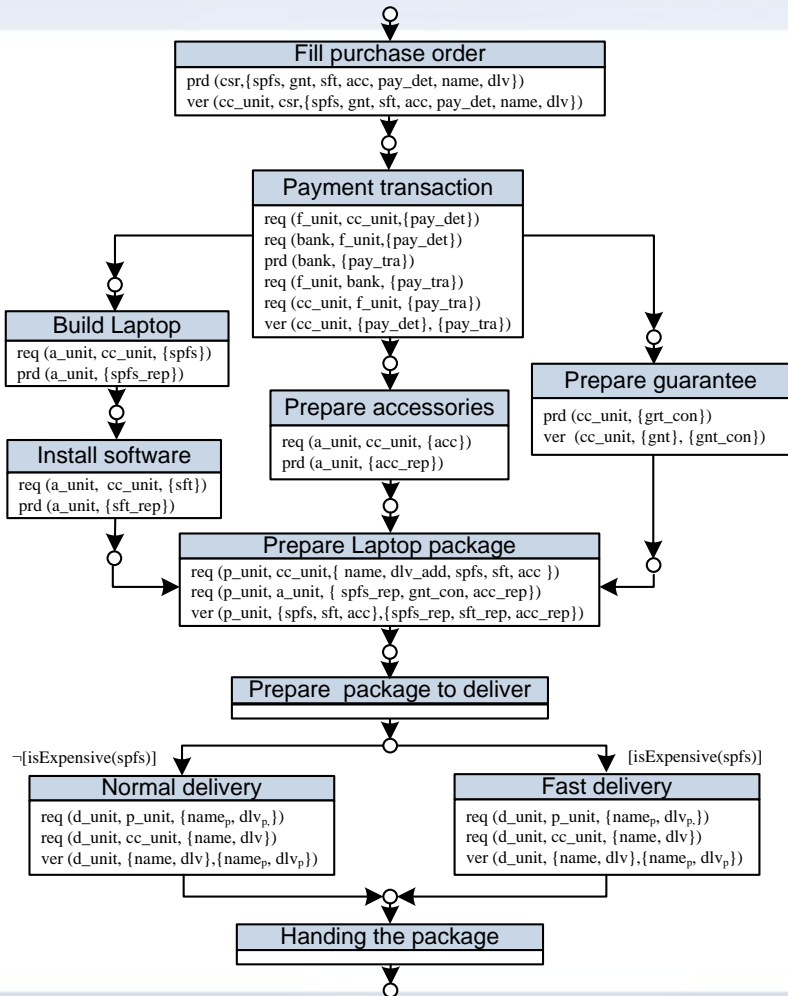 Fill purchase order
prd (csr,{spfs, gnt, sft, acc, pay_det, name, dlv})
ver (cc_unit, csr,{spfs, gnt, sft, acc, pay_det, name, dlv})
Payment transaction
req (f_unit, cc_unit,{pay_det})
req (bank, f_unit,{pay_det})
prd (bank, {pay_tra})
req (f_unit, bank, {pay_tra})
req (cc_unit, f_unit, {pay_tra})
ver (cc_unit, {pay_det}, {pay_tra})
Build Laptop
req (a_unit, cc_unit, {spfs})
prd (a_unit, {spfs_rep})
Prepare accessories
req (a_unit, cc_unit, {acc})
prd (a_unit, {acc_rep})
Prepare guarantee
prd (cc_unit, {grt_con})
ver (cc_unit, {gnt}, {gnt_con})
Install software
req (a_unit, cc_unit, {sft})
prd (a_unit, {sft_rep})
Prepare Laptop package
req (p_unit, cc_unit,{ name, dlv_add, spfs, sft, acc })
req (p_unit, a_unit, { spfs_rep, gnt_con, acc_rep})
ver (p_unit, {spfs, sft, acc},{spfs_rep, sft_rep, acc_rep})
Prepare package to deliver
¬[isExpensive(spfs)]
[isExpensive(spfs)]
Normal delivery
req (d_unit, p_unit, {nameₚ, dlvₚ.})
req (d_unit, cc_unit, {name, dlv})
ver (d_unit, {name, dlv},{nameₚ, dlvₚ})
Fast delivery
req (d_unit, p_unit, {nameₚ, dlvₚ.})
req (d_unit, cc_unit, {name, dlv})
ver (d_unit, {name, dlv},{nameₚ, dlvₚ})
Handing the package